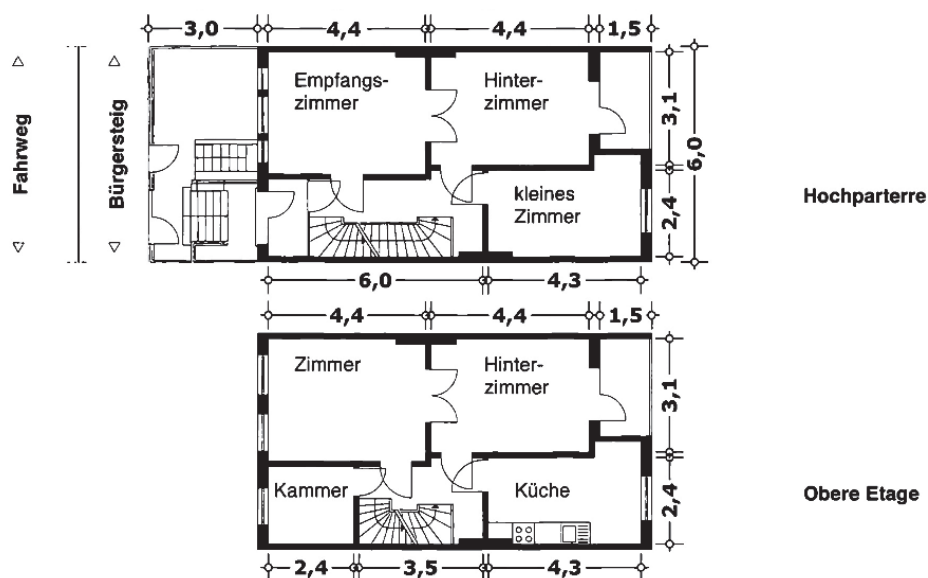 3,0
4,4
4,4
1,5
Fahrweg
Bürgersteig
Empfangs-
zimmer
Hinter-
zimmer
3,1
6,0
kleines
Zimmer
2,4
Hochparterre
6,0
4,3
4,4
4,4
1,5
Zimmer
Hinter-
zimmer
3,1
Kammer
Küche
2,4
Obere Etage
2,4
3,5
4,3